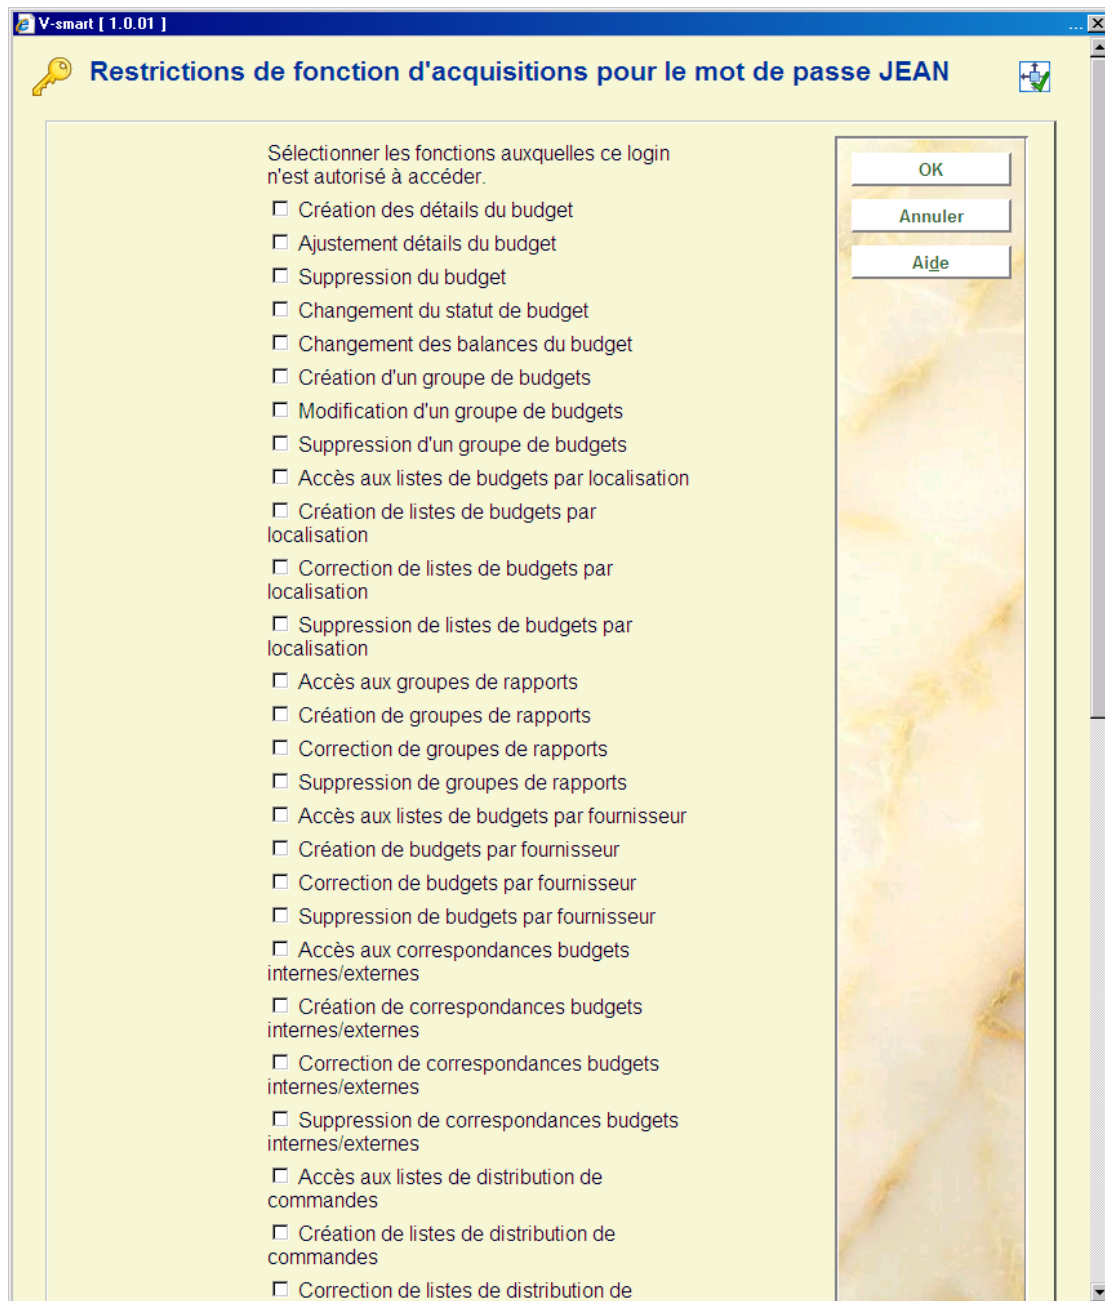 V-smart [ 1.0.01 ]
...
Restrictions de fonction d'acquisitions pour le mot de passe JEAN
Sélectionner les fonctions auxquelles ce login
n'est autorisé à accéder.
Création des détails du budget
Ajustement détails du budget
Suppression du budget
Changement du statut de budget
Changement des balances du budget
Création d'un groupe de budgets
Modification d'un groupe de budgets
Suppression d'un groupe de budgets
Accès aux listes de budgets par localisation
Création de listes de budgets par
localisation
Correction de listes de budgets par
localisation
Suppression de listes de budgets par
localisation
Accès aux groupes de rapports
Création de groupes de rapports
Correction de groupes de rapports
Suppression de groupes de rapports
Accès aux listes de budgets par fournisseur
Création de budgets par fournisseur
Correction de budgets par fournisseur
Suppression de budgets par fournisseur
Accès aux correspondances budgets
internes/externes
Création de correspondances budgets
internes/externes
Correction de correspondances budgets
internes/externes
Suppression de correspondances budgets
internes/externes
Accès aux listes de distribution de
commandes
Création de listes de distribution de
commandes
Correction de listes de distribution de
OK
Annuler
Aide